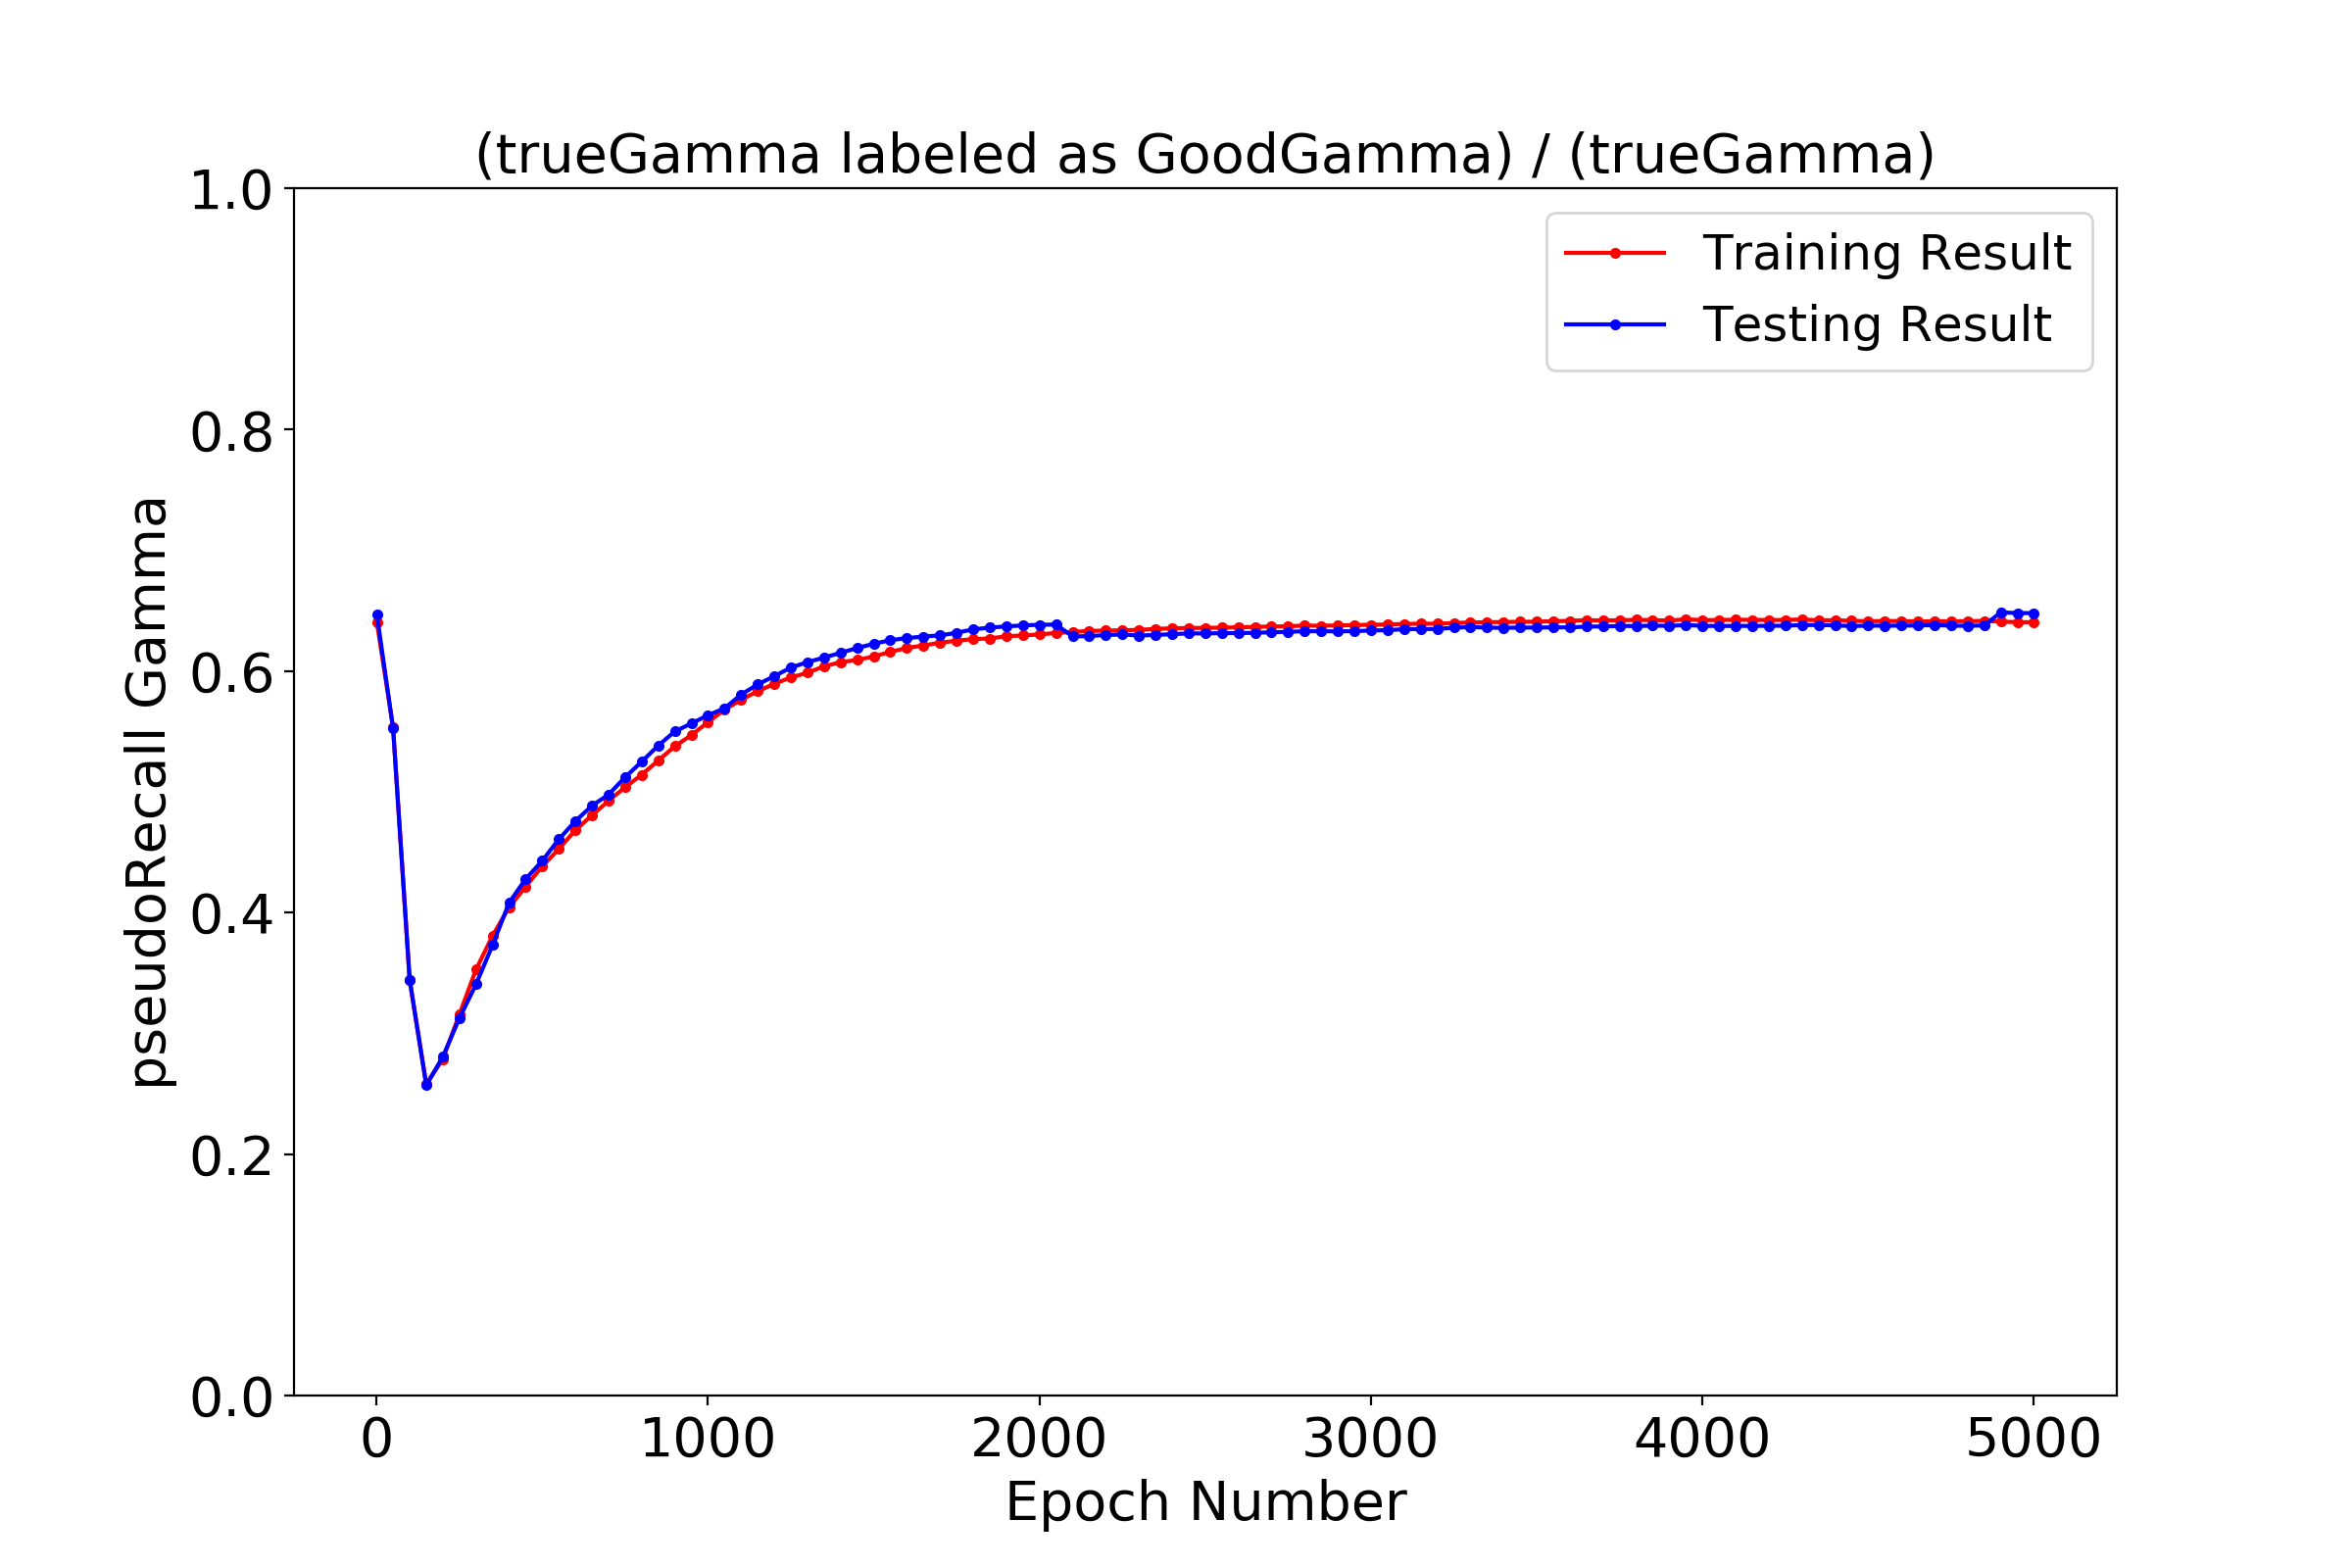 (trueGamma labeled as GoodGamma) / (trueGamma)
Training Result
Testing Result
pseudoRecall Gamma
1.0
0.8
0.6
0.4
0.2
0.0
0 1000 2000 3000 4000 5000
Epoch Number